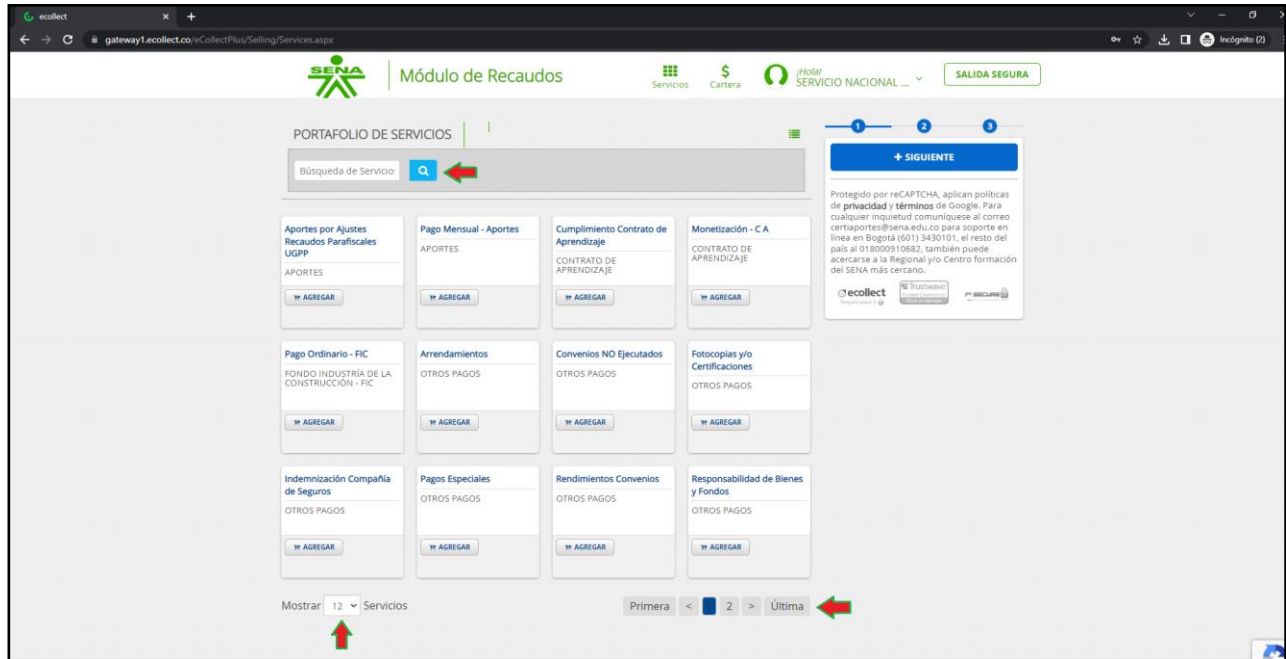 ecollect
gateway1.ecollect.co/eCollectPlus/Selling/Services.aspx
Incógnito (2)
SENA
Módulo de Recaudos
Servicios
$
Cartera
¡Hola!
SERVICIO NACIONAL ...
SALIDA SEGURA
PORTAFOLIO DE SERVICIOS
Búsqueda de Servicio
1 2 3
+ SIGUIENTE
Protegido por reCAPTCHA, aplican políticas
de privacidad y términos de Google. Para
cualquier inquietud comuníquese al correo
certiaportes@sena.edu.co para soporte en
línea en Bogotá (601) 3430101, el resto del
país al 018000910682, también puede
acercarse a la Regional y/o Centro formación
del SENA más cercano.
ecollect
Trustwave
SECURE
Aportes por Ajustes
Recaudos Parafiscales
UGPP
APORTES
AGREGAR
Pago Mensual - Aportes
APORTES
AGREGAR
Cumplimiento Contrato de
Aprendizaje
CONTRATO DE
APRENDIZAJE
AGREGAR
Monetización - C A
CONTRATO DE
APRENDIZAJE
AGREGAR
Pago Ordinario - FIC
FONDO INDUSTRÍA DE LA
CONSTRUCCIÓN - FIC
AGREGAR
Arrendamientos
OTROS PAGOS
AGREGAR
Convenios NO Ejecutados
OTROS PAGOS
AGREGAR
Fotocopias y/o
Certificaciones
OTROS PAGOS
AGREGAR
Indemnización Compañía
de Seguros
OTROS PAGOS
AGREGAR
Pagos Especiales
OTROS PAGOS
AGREGAR
Rendimientos Convenios
OTROS PAGOS
AGREGAR
Responsabilidad de Bienes
y Fondos
OTROS PAGOS
AGREGAR
Mostrar 12 Servicios
Primera < 2 > Última